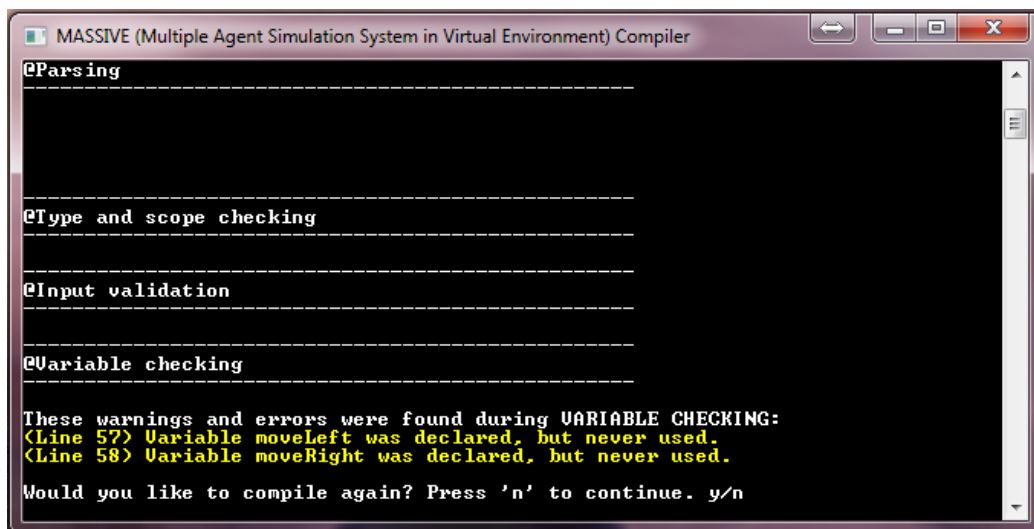 MASSIVE (Multiple Agent Simulation System in Virtual Environment) Compiler
@Parsing
@Type and scope checking
@Input validation
@Variable checking
These warnings and errors were found during VARIABLE CHECKING:
(Line 57) Variable moveLeft was declared, but never used.
(Line 58) Variable moveRight was declared, but never used.
Would you like to compile again? Press 'n' to continue. y/n